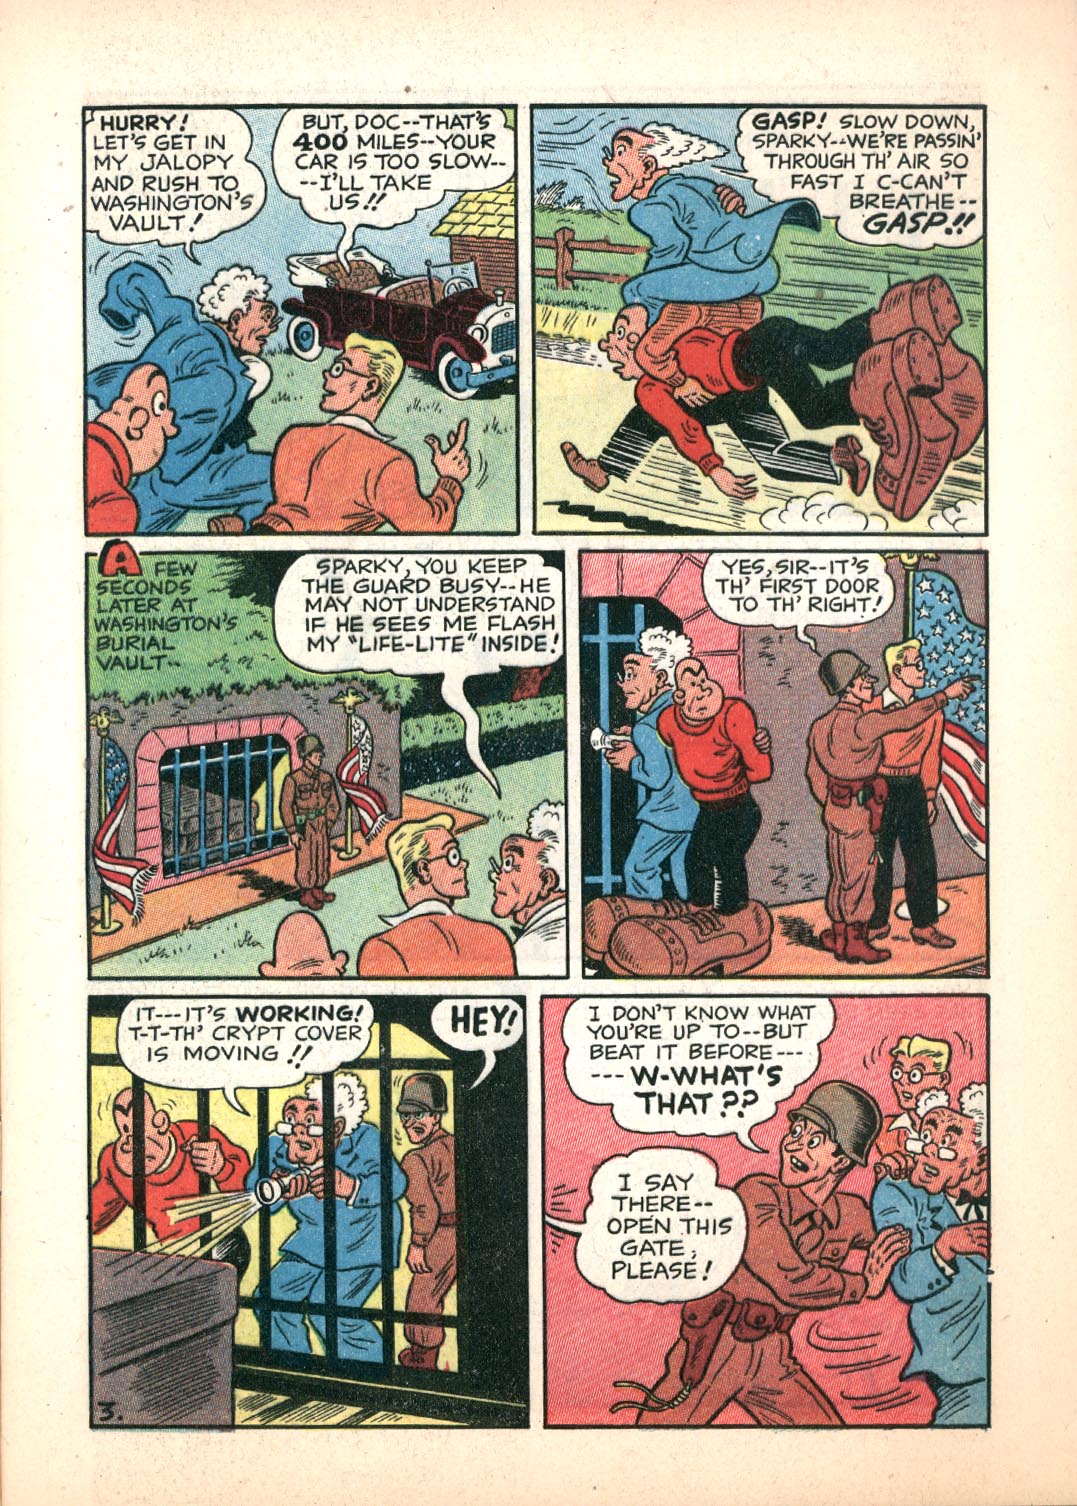 HURRY!
LET'S GET IN
MY JALOPY
AND RUSH TO
WASHINGTON'S
VAULT!
BUT, DOC--THAT'S
400 MILES--YOUR
CAR IS TOO SLOW--
--I'LL TAKE
US!!
GASP! SLOW DOWN,
SPARKY--WE'RE PASSIN'
THROUGH TH' AIR SO
FAST I C-CAN'T
BREATHE--
GASP!!
A FEW
SECONDS
LATER AT
WASHINGTON'S
BURIAL
VAULT--
SPARKY, YOU KEEP
THE GUARD BUSY--HE
MAY NOT UNDERSTAND
IF HE SEES ME FLASH
MY "LIFE-LITE" INSIDE!
YES, SIR--IT'S
TH' FIRST DOOR
TO TH' RIGHT!
IT---IT'S WORKING!
T-T-TH' CRYPT COVER
IS MOVING!!
HEY!
I DON'T KNOW WHAT
YOU'RE UP TO--BUT
BEAT IT BEFORE---
---W-WHAT'S
THAT??
I SAY
THERE--
OPEN THIS
GATE,
PLEASE!
3.